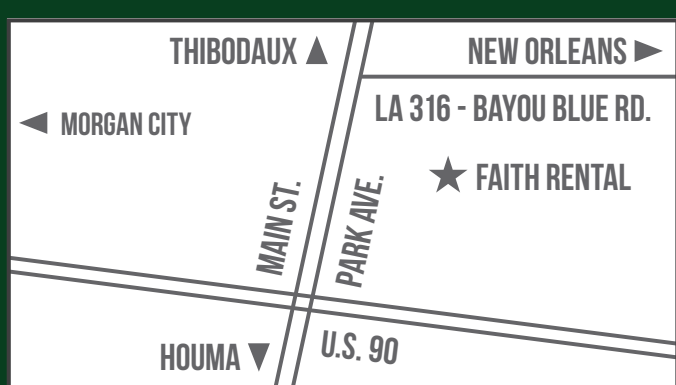 THIBODAUX
NEW ORLEANS
LA 316 - BAYOU BLUE RD.
MORGAN CITY
FAITH RENTAL
MAIN ST.
PARK AVE.
U.S. 90
HOUMA